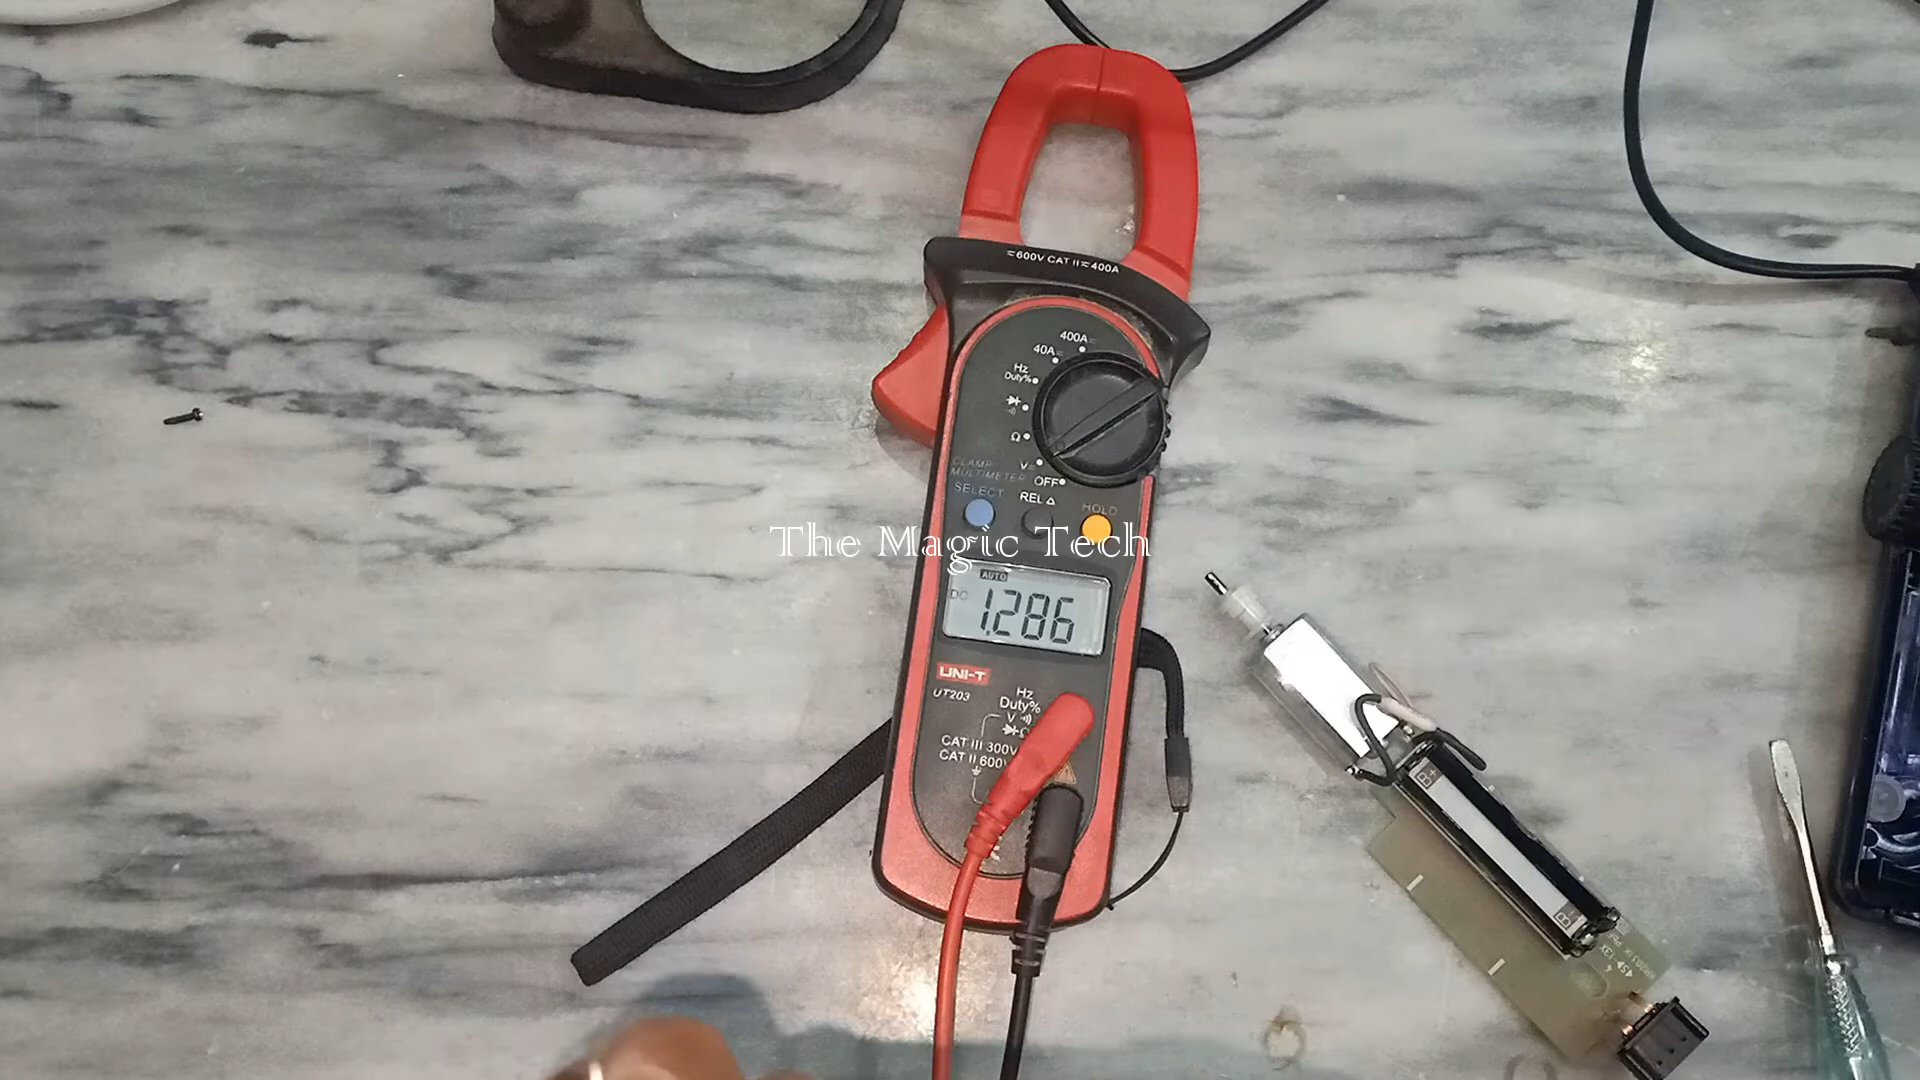 ≂600V CAT II ≂400A
400A≂
40A≂
Hz
Duty%
Ω
V≂
OFF
CLAMP
MULTIMETER
SELECT
REL △
HOLD
The Magic Tech
AUTO
DC
1.286
UNI-T
UT203
Hz
Duty%
V
Ω
CAT III 300V
CAT II 600V